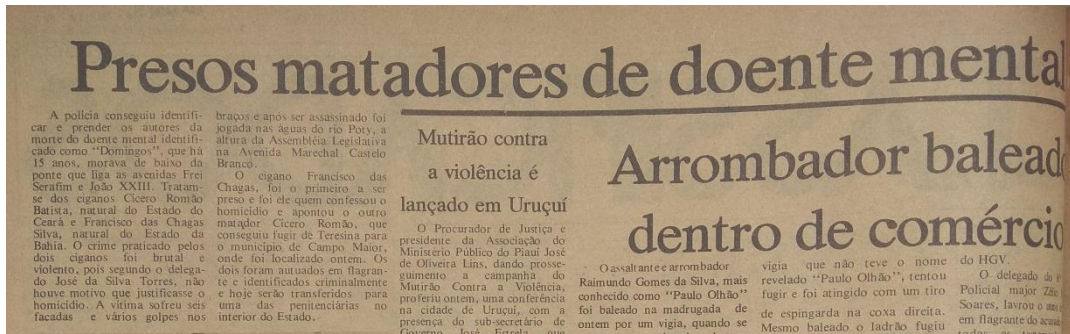 Presos matadores de doente menta
A polícia conseguiu identifi-
car e prender os autores da
morte do doente mental identifi-
cado como "Domingos", que há
15 anos, morava de baixo da
ponte que liga as avenidas Frei
Serafim e João XXIII. Tratam-
se dos ciganos Cícero Romão
Batista, natural do Estado do
Ceará e Francisco das Chagas
Silva, natural do Estado da
Bahia. O crime praticado pelos
dois ciganos foi brutal e
violento, pois segundo o delega-
do José da Silva Torres, não
houve motivo que justificasse o
homicídio. A vítima sofreu seis
facadas e vários golpes nos
braços e após ser assassinado foi
jogada nas águas do rio Poty, a
altura da Assembléia Legislativa
na Avenida Marechal Castelo
Branco.
O cigano Francisco das
Chagas, foi o primeiro a ser
preso e foi ele quem confessou o
homicídio e apontou o outro
matador Cícero Romão, que
conseguiu fugir de Teresina para
o município de Campo Maior,
onde foi localizado ontem. Os
dois foram autuados em flagran-
te e identificados criminalmente
e hoje serão transferidos para
uma das penitenciárias no
interior do Estado.
Mutirão contra
a violência é
lançado em Uruçuí
O Procurador de Justiça e
presidente da Associação do
Ministério Público do Piauí José
de Oliveira Lins, dando prosse-
guimento a campanha do
Mutirão Contra a Violência,
proferiu ontem, uma conferência
na cidade de Uruçuí, com a
presença do sub-secretário de
Governo José Estrela, que
Arrombador balead
dentro de comércio
O assaltante e arrombador
Raimundo Gomes da Silva, mais
conhecido como "Paulo Olhão"
foi baleado na madrugada de
ontem por um vigia, quando se
vigia que não teve o nome
revelado "Paulo Olhão", tentou
fugir e foi atingido com um tiro
de espingarda na coxa direita.
Mesmo baleado o ladrão fugiu
do HGV.
O delegado do
Policial major
Soares, lavrou o
em flagrante do